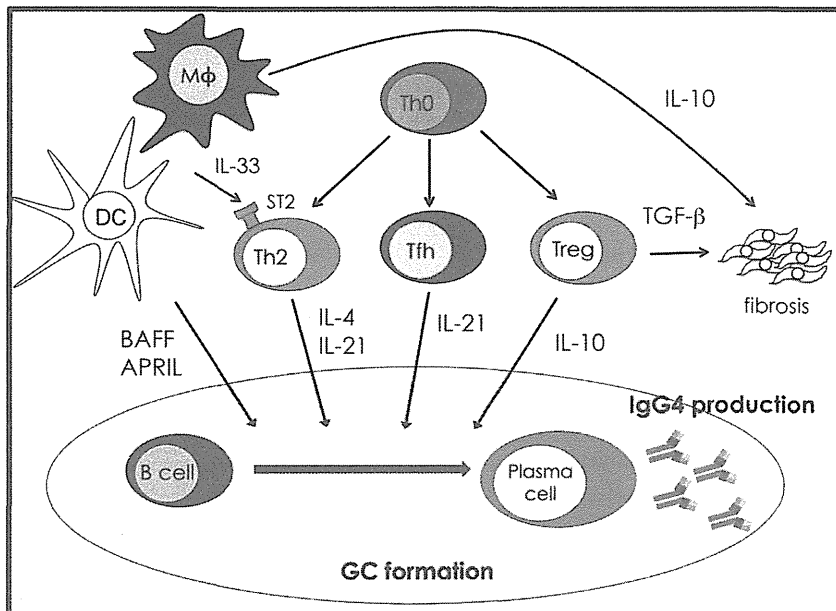 Mϕ
Th0
IL-10
IL-33
ST2
DC
Th2
Tfh
Treg
TGF-β
fibrosis
BAFF
APRIL
IL-4
IL-21
IL-21
IL-10
IgG4 production
B cell
Plasma
cell
GC formation